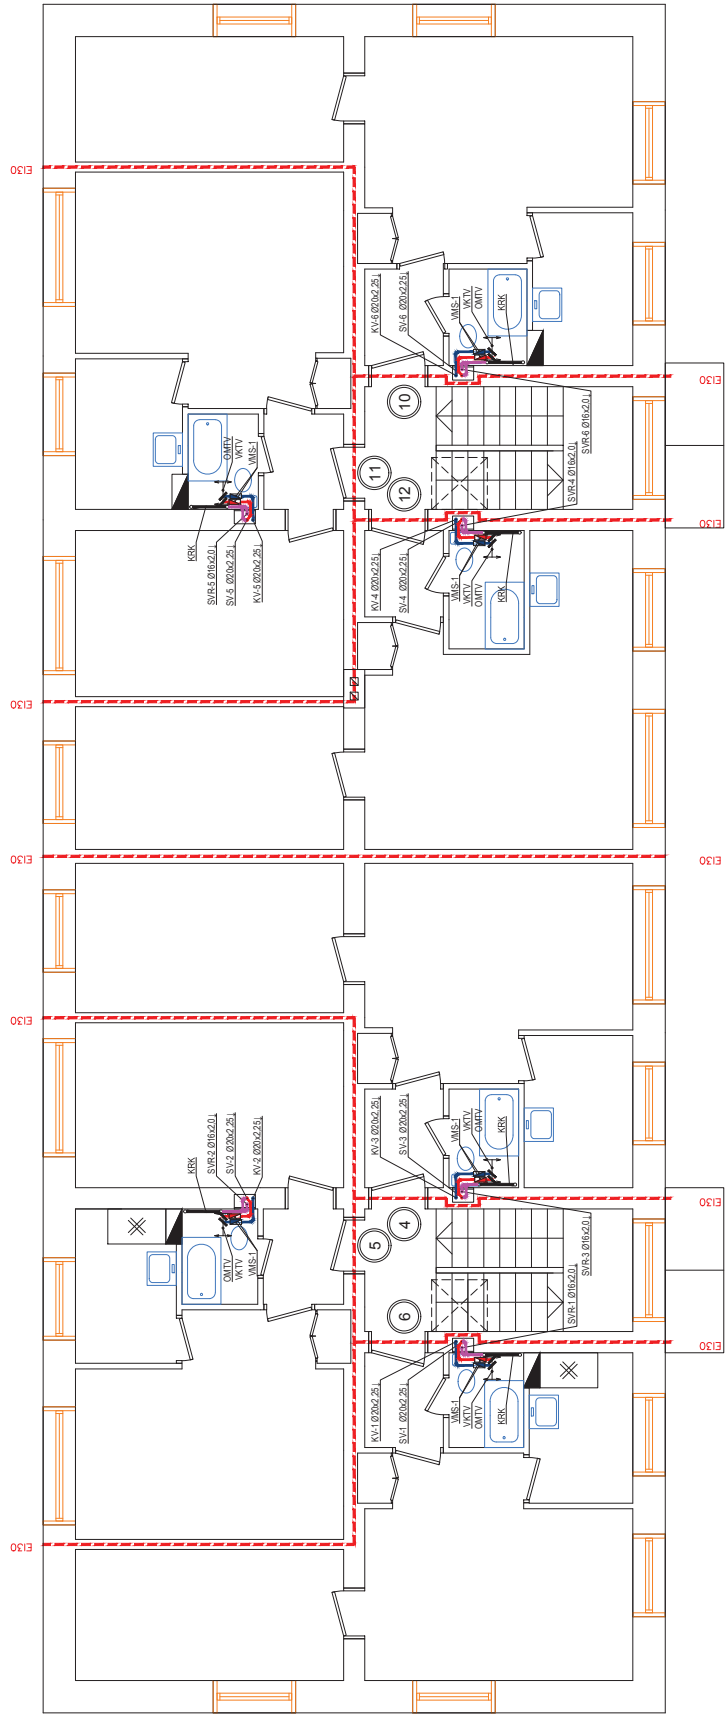 EI30
EI30
KV-6 Ø20x2,25↓
SV-6 Ø20x2,25↓
VMS-1
VKTV
OMTV
KRK
EI30
10
11
12
SVR-6 Ø16x2,0↓
SVR-4 Ø16x2,0↓
OMTV
VKTV
VMS-1
KRK
SVR-5 Ø16x2,0↓
SV-5 Ø20x2,25↓
KV-5 Ø20x2,25↓
EI30
KV-4 Ø20x2,25↓
SV-4 Ø20x2,25↓
VMS-1
VKTV
OMTV
KRK
EI30
EI30
EI30
KV-3 Ø20x2,25↓
SV-3 Ø20x2,25↓
VMS-1
VKTV
OMTV
KRK
KRK
SVR-2 Ø16x2,0↓
SV-2 Ø20x2,25↓
KV-2 Ø20x2,25↓
OMTV
VKTV
VMS-1
EI30
4
5
6
SVR-3 Ø16x2,0↓
SVR-1 Ø16x2,0↓
EI30
KV-1 Ø20x2,25↓
SV-1 Ø20x2,25↓
VMS-1
VKTV
OMTV
KRK
EI30